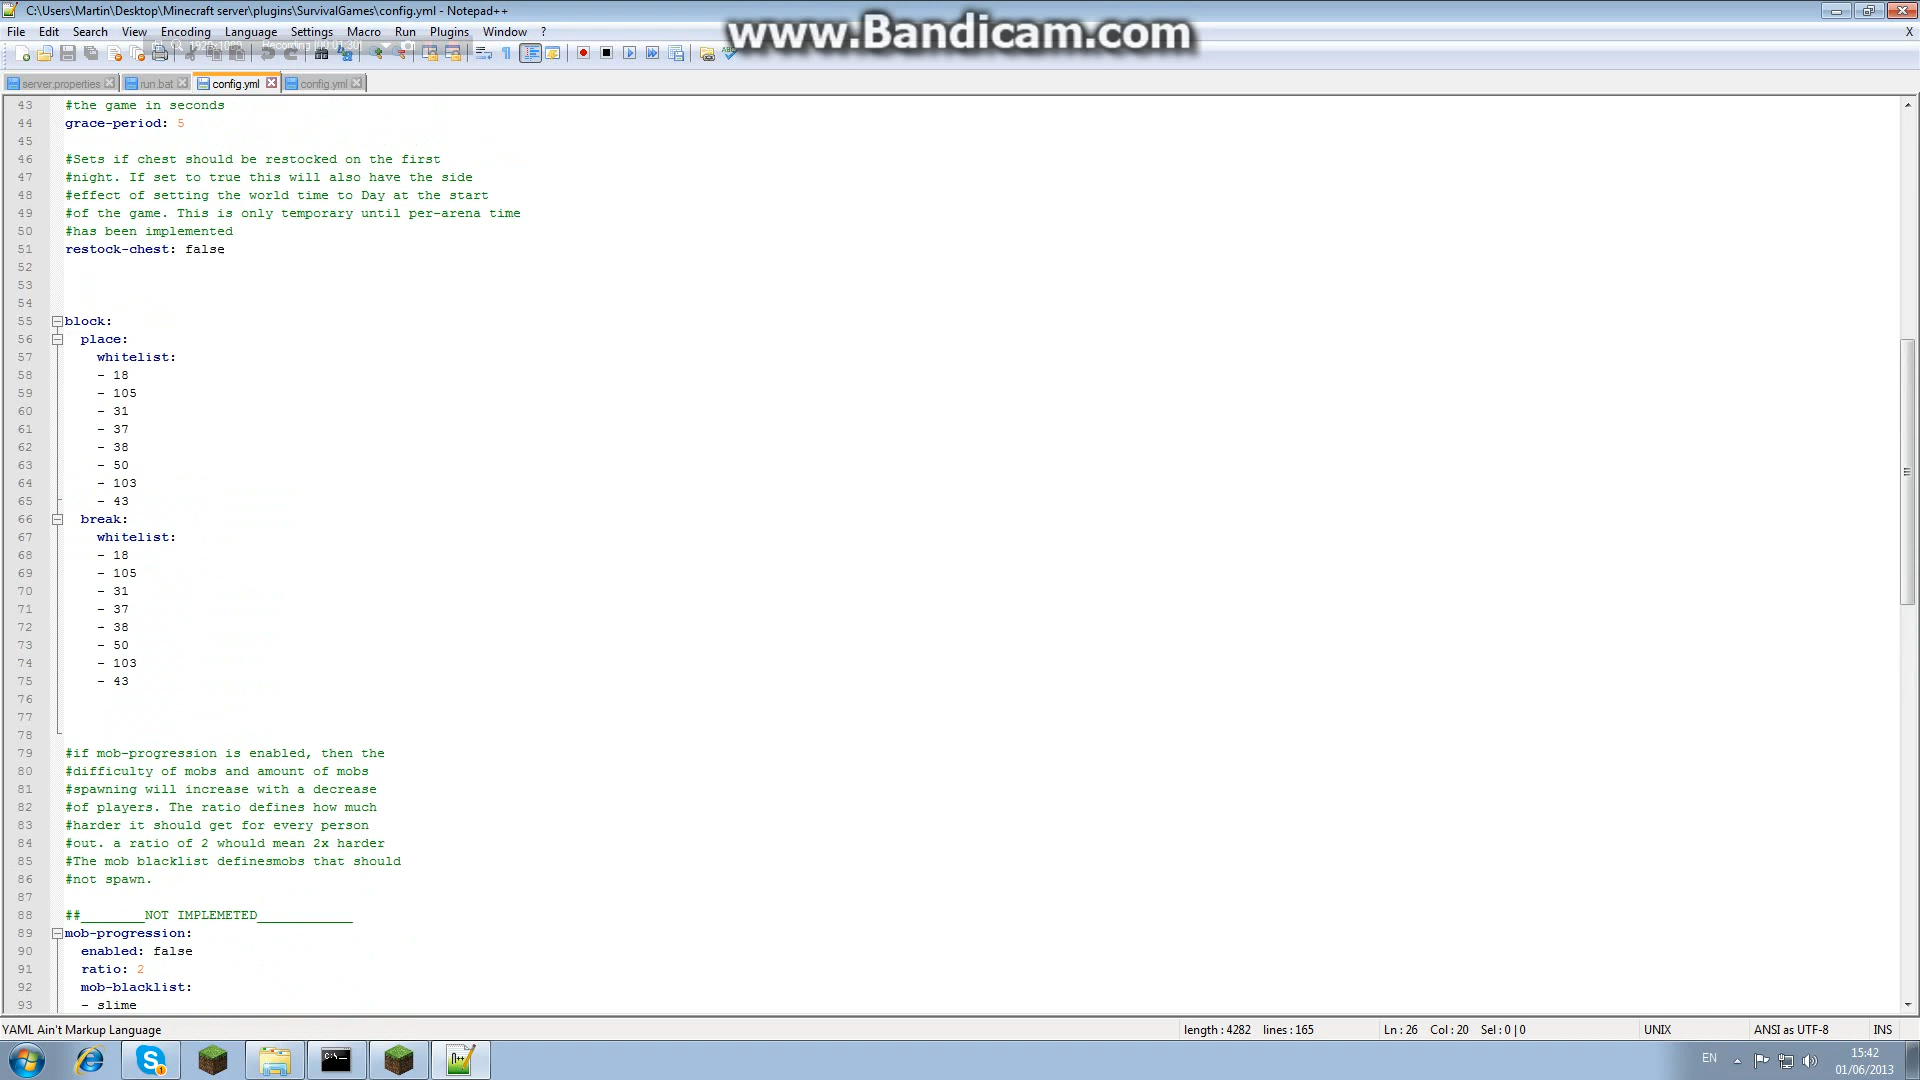 C:\Users\Martin\Desktop\Minecraft server\plugins\SurvivalGames\config.yml - Notepad++
www.Bandicam.com
File Edit Search View Encoding Language Settings Macro Run Plugins Window ?
X
1920x1080 Recording [00:01:30]
server.properties run.bat config.yml config.yml
43 #the game in seconds
44 grace-period: 5
45
46 #Sets if chest should be restocked on the first
47 #night. If set to true this will also have the side
48 #effect of setting the world time to Day at the start
49 #of the game. This is only temporary until per-arena time
50 #has been implemented
51 restock-chest: false
52
53
54
55 block:
56 place:
57 whitelist:
58 - 18
59 - 105
60 - 31
61 - 37
62 - 38
63 - 50
64 - 103
65 - 43
66 break:
67 whitelist:
68 - 18
69 - 105
70 - 31
71 - 37
72 - 38
73 - 50
74 - 103
75 - 43
76
77
78
79 #if mob-progression is enabled, then the
80 #difficulty of mobs and amount of mobs
81 #spawning will increase with a decrease
82 #of players. The ratio defines how much
83 #harder it should get for every person
84 #out. a ratio of 2 whould mean 2x harder
85 #The mob blacklist definesmobs that should
86 #not spawn.
87
88 ##________NOT IMPLEMETED____________
89 mob-progression:
90 enabled: false
91 ratio: 2
92 mob-blacklist:
93 - slime
YAML Ain't Markup Language length : 4282 lines : 165 Ln : 26 Col : 20 Sel : 0 | 0 UNIX ANSI as UTF-8 INS
EN 15:42
01/06/2013